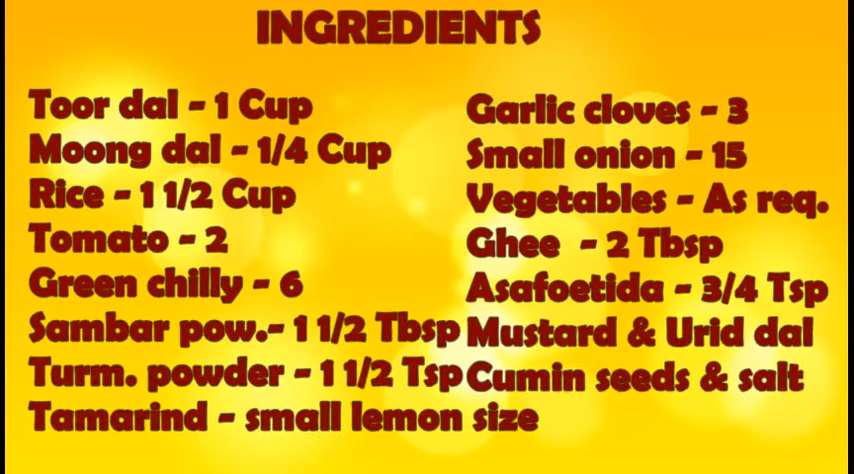 INGREDIENTS
Toor dal - 1 Cup
Moong dal - 1/4 Cup
Rice - 1 1/2 Cup
Tomato - 2
Green chilly - 6
Sambar pow.- 1 1/2 Tbsp
Turm. powder - 1 1/2 Tsp
Tamarind - small lemon size
Garlic cloves - 3
Small onion - 15
Vegetables - As req.
Ghee - 2 Tbsp
Asafoetida - 3/4 Tsp
Mustard & Urid dal
Cumin seeds & salt